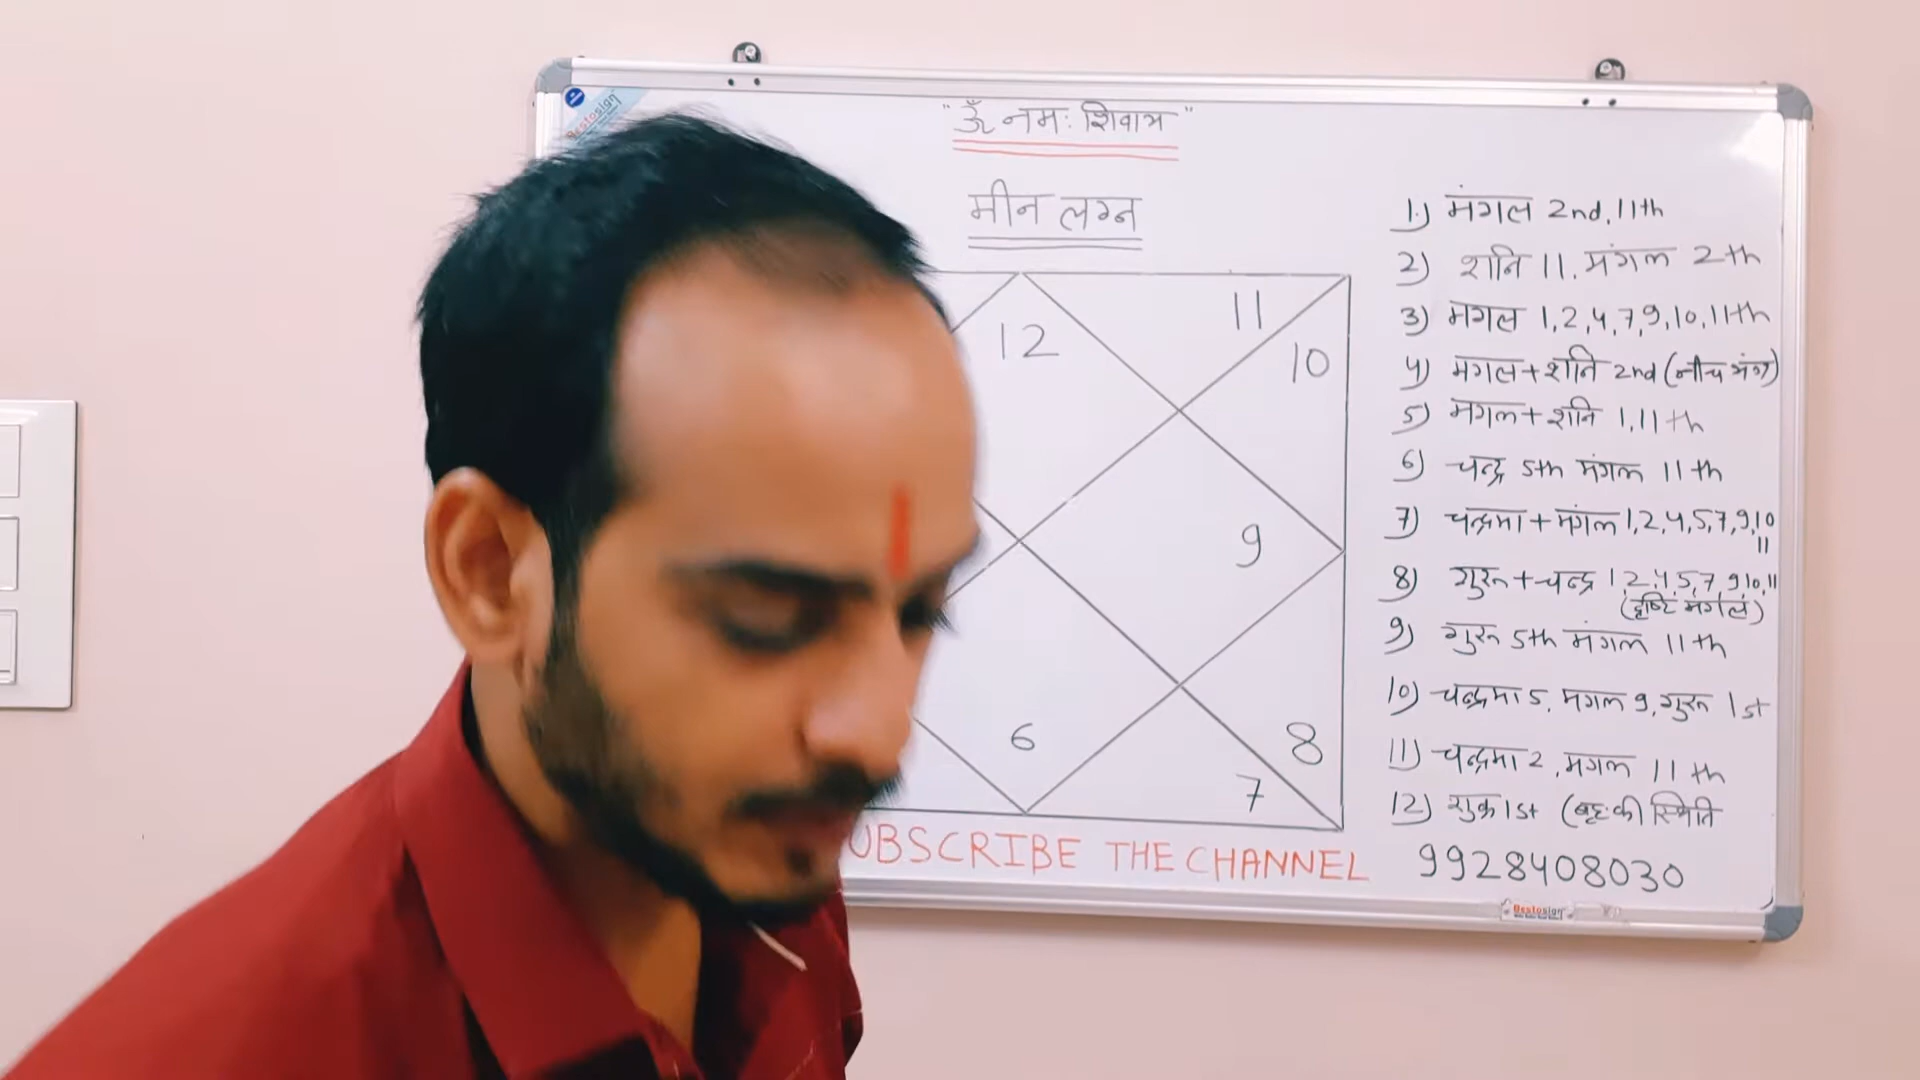 Bestosign
"ॐ नमः शिवाय"
मीन लग्न
12
11
10
9
8
7
6
1) मंगल 2nd, 11th
2) शनि 11, मंगल 2th
3) मंगल 1,2,4,7,9,10,11th
4) मंगल+शनि 2nd (नीच भंग)
5) मंगल+शनि 1,11th
6) चन्द्र 5th मंगल 11th
7) चन्द्रमा+मंगल 1,2,4,5,7,9,10
11
8) गुरु+चन्द्र 1,2,4,5,7,9,10,11
(दृष्टि मंगल)
9) गुरु 5th मंगल 11th
10) चन्द्रमा 5, मंगल 9, गुरु 1st
11) चन्द्रमा 2, मंगल 11th
12) शुक्र 1st (बृह की स्थिति
UBSCRIBE THE CHANNEL
9928408030
Bestosign